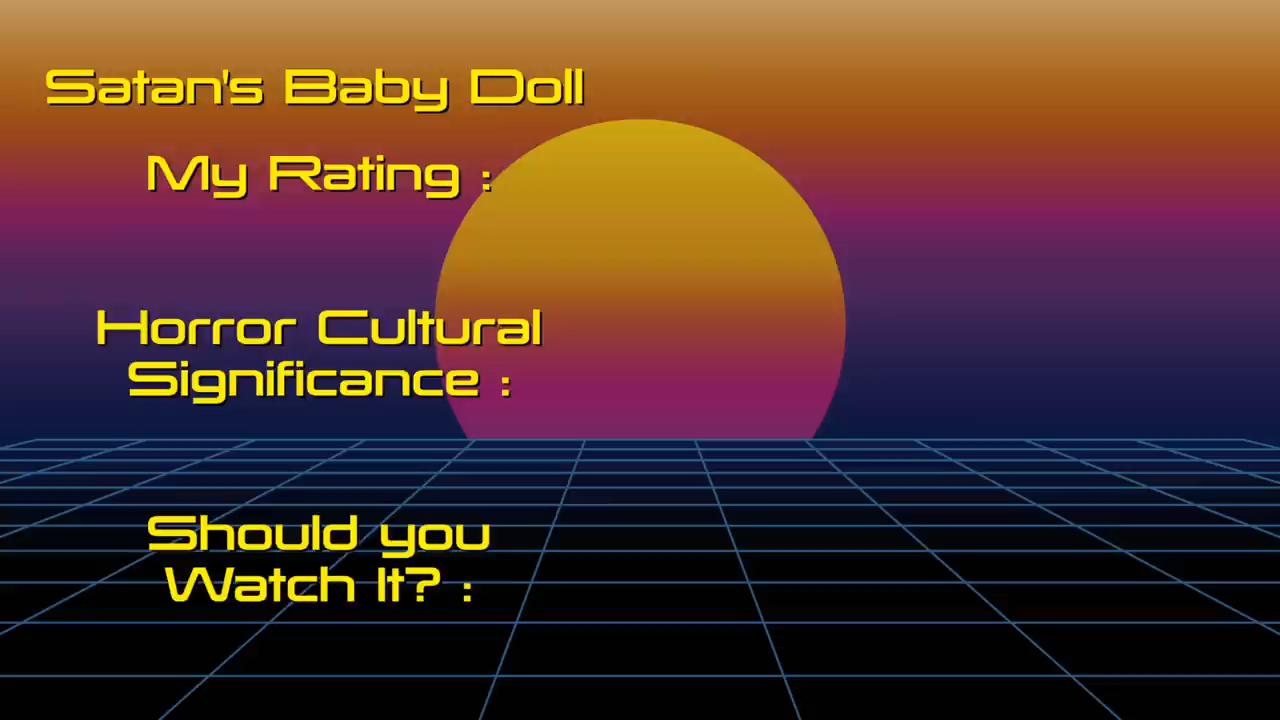 Satan's Baby Doll
My Rating :
Horror Cultural
Significance :
Should you
Watch It? :